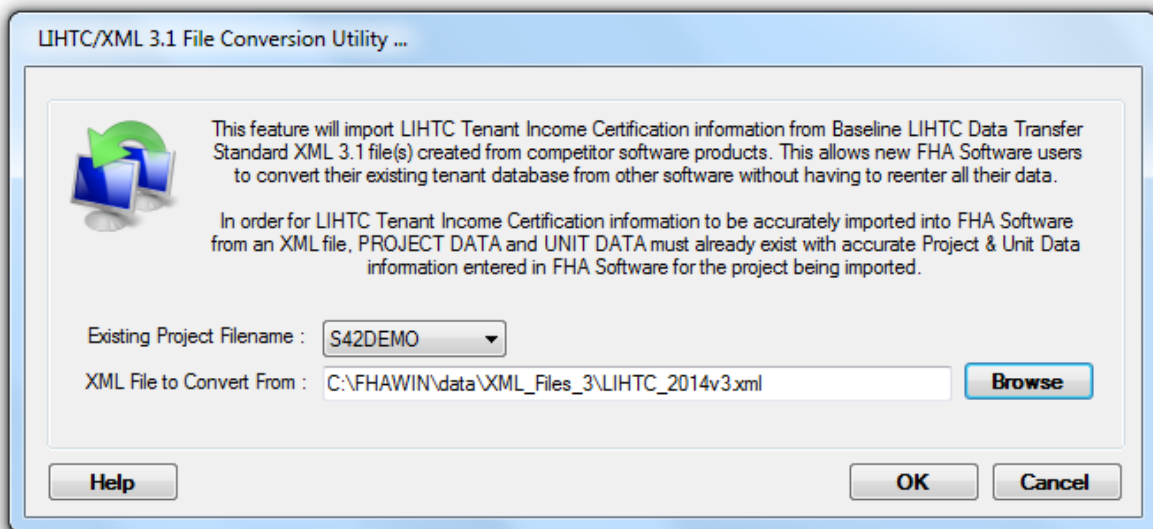 LIHTC/XML 3.1 File Conversion Utility ...
This feature will import LIHTC Tenant Income Certification information from Baseline LIHTC Data Transfer
Standard XML 3.1 file(s) created from competitor software products. This allows new FHA Software users
to convert their existing tenant database from other software without having to reenter all their data.
In order for LIHTC Tenant Income Certification information to be accurately imported into FHA Software
from an XML file, PROJECT DATA and UNIT DATA must already exist with accurate Project & Unit Data
information entered in FHA Software for the project being imported.
Existing Project Filename : S42DEMO
XML File to Convert From : C:\FHAWIN\data\XML_Files_3\LIHTC_2014v3.xml Browse
Help OK Cancel